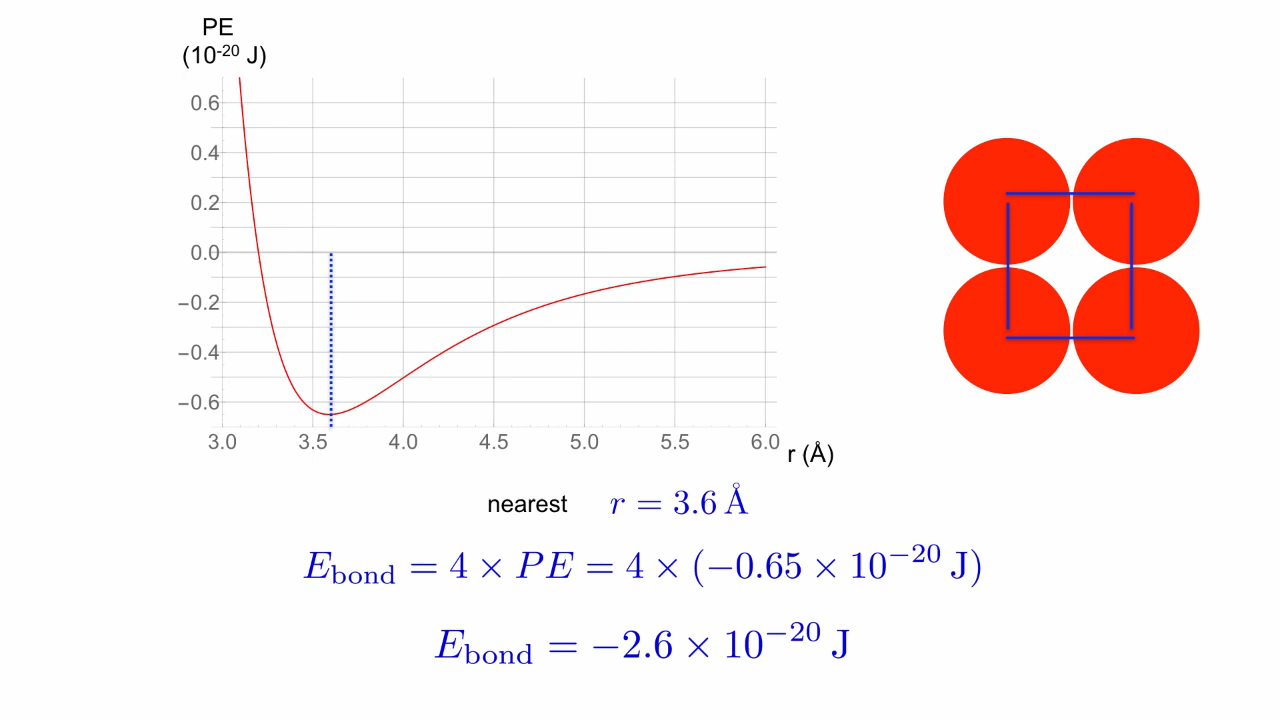 PE
(10⁻²⁰ J)
0.6
0.4
0.2
0.0
−0.2
−0.4
−0.6
3.0 3.5 4.0 4.5 5.0 5.5 6.0
r (Å)
nearest r = 3.6 Å
E_bond = 4 × PE = 4 × (−0.65 × 10⁻²⁰ J)
E_bond = −2.6 × 10⁻²⁰ J